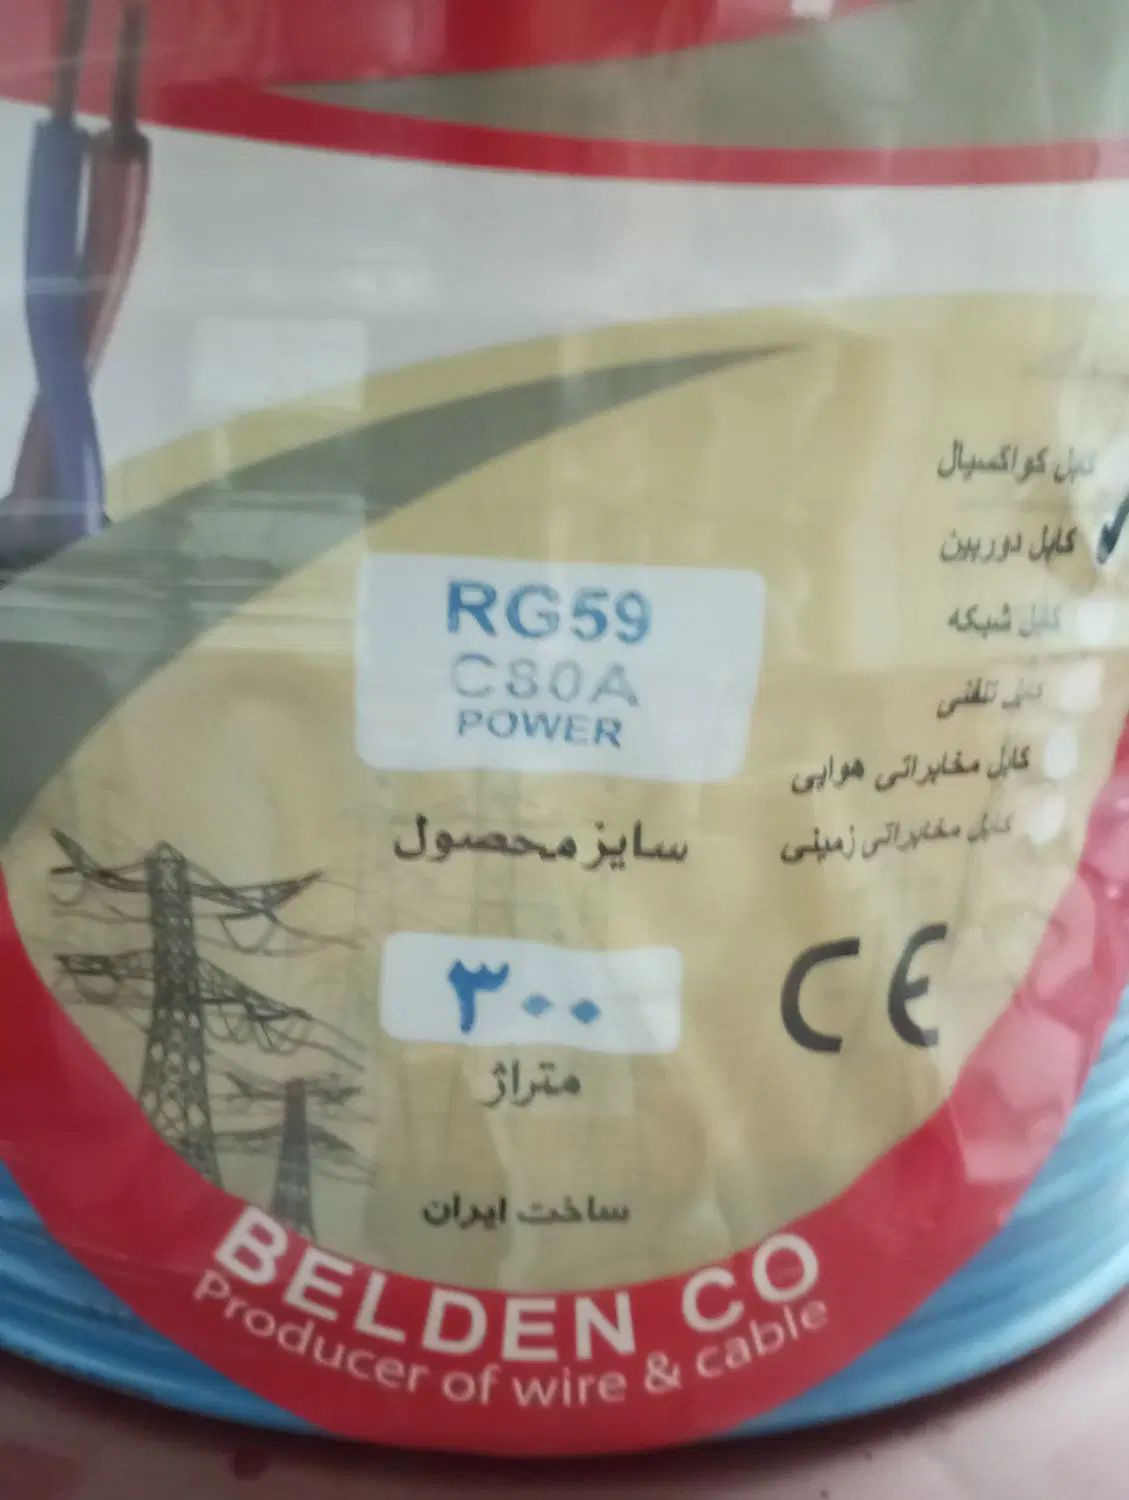 کابل کواکسیال
کابل دوربین
کابل شبکه
کابل تلفنی
کابل مخابراتی هوایی
کابل مخابراتی زمینی
RG59
C80A
POWER
سایز محصول
۳۰۰
متراژ
CE
ساخت ایران
BELDEN CO
Producer of wire & cable